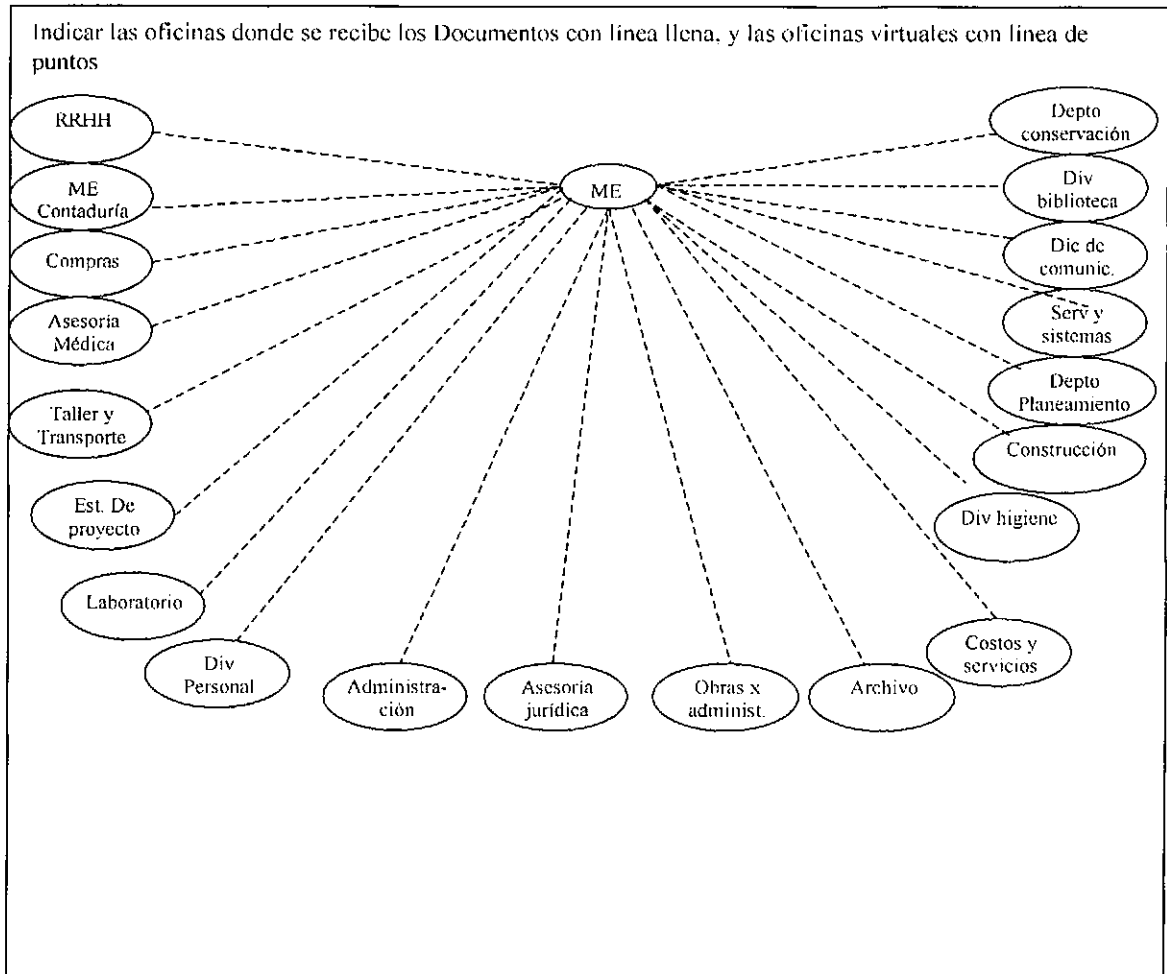 Indicar las oficinas donde se recibe los Documentos con línea llena, y las oficinas virtuales con línea de
puntos
RRHH
ME
Contaduría
Compras
Asesoría
Médica
Taller y
Transporte
Est. De
proyecto
Laboratorio
Div
Personal
Administra-
ción
Asesoría
jurídica
Obras x
administ.
Archivo
Costos y
servicios
Div higiene
Construcción
Depto
Planeamiento
Serv y
sistemas
Dic de
comunic.
Div
biblioteca
Depto
conservación
ME